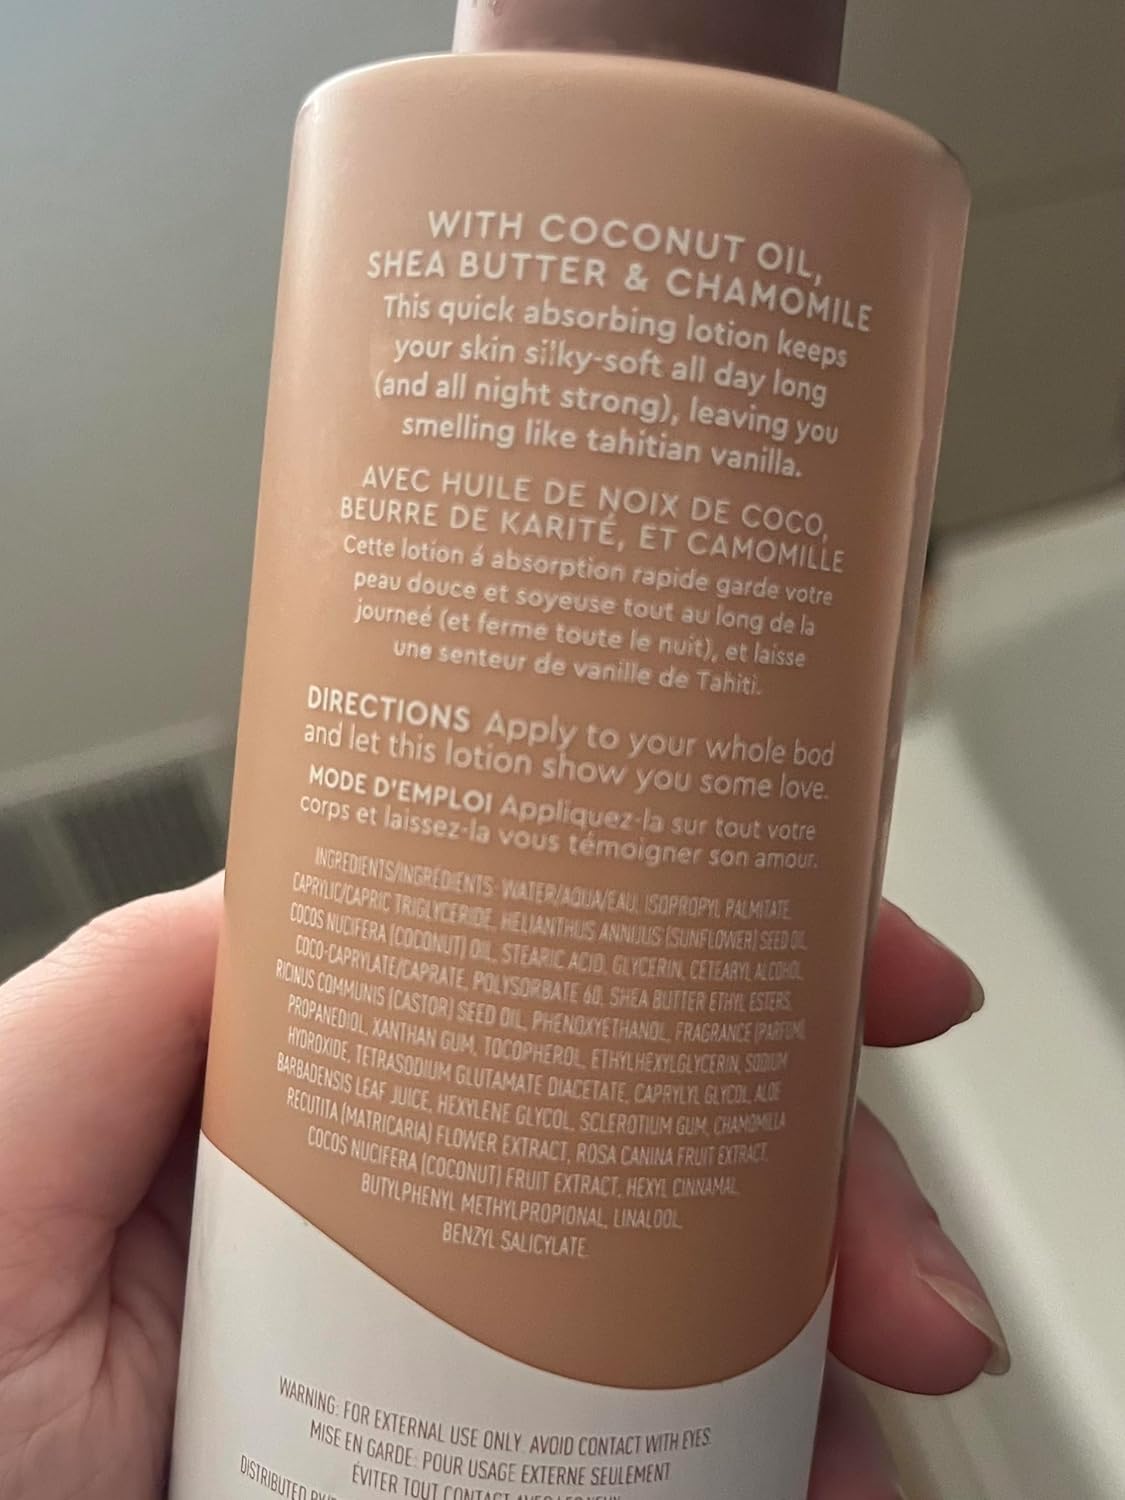 WITH COCONUT OIL,
SHEA BUTTER & CHAMOMILE
This quick absorbing lotion keeps
your skin silky-soft all day long
(and all night strong), leaving you
smelling like tahitian vanilla.
AVEC HUILE DE NOIX DE COCO,
BEURRE DE KARITÉ, ET CAMOMILLE
Cette lotion á absorption rapide garde votre
peau douce et soyeuse tout au long de la
journeé (et ferme toute le nuit), et laisse
une senteur de vanille de Tahiti.
DIRECTIONS Apply to your whole bod
and let this lotion show you some love.
MODE D'EMPLOI Appliquez-la sur tout votre
corps et laissez-la vous témoigner son amour.
INGREDIENTS/INGRÉDIENTS: WATER/AQUA/EAU, ISOPROPYL PALMITATE,
CAPRYLIC/CAPRIC TRIGLYCERIDE, HELIANTHUS ANNUUS (SUNFLOWER) SEED OIL,
COCOS NUCIFERA (COCONUT) OIL, STEARIC ACID, GLYCERIN, CETEARYL ALCOHOL,
COCO-CAPRYLATE/CAPRATE, POLYSORBATE 60, SHEA BUTTER ETHYL ESTERS,
RICINUS COMMUNIS (CASTOR) SEED OIL, PHENOXYETHANOL, FRAGRANCE (PARFUM),
PROPANEDIOL, XANTHAN GUM, TOCOPHEROL, ETHYLHEXYLGLYCERIN, SODIUM
HYDROXIDE, TETRASODIUM GLUTAMATE DIACETATE, CAPRYLYL GLYCOL, ALOE
BARBADENSIS LEAF JUICE, HEXYLENE GLYCOL, SCLEROTIUM GUM, CHAMOMILLA
RECUTITA (MATRICARIA) FLOWER EXTRACT, ROSA CANINA FRUIT EXTRACT,
COCOS NUCIFERA (COCONUT) FRUIT EXTRACT, HEXYL CINNAMAL,
BUTYLPHENYL METHYLPROPIONAL, LINALOOL,
BENZYL SALICYLATE.
WARNING: FOR EXTERNAL USE ONLY. AVOID CONTACT WITH EYES.
MISE EN GARDE: POUR USAGE EXTERNE SEULEMENT.
ÉVITER TOUT CONTACT AVEC LES YEUX.
DISTRIBUTED BY